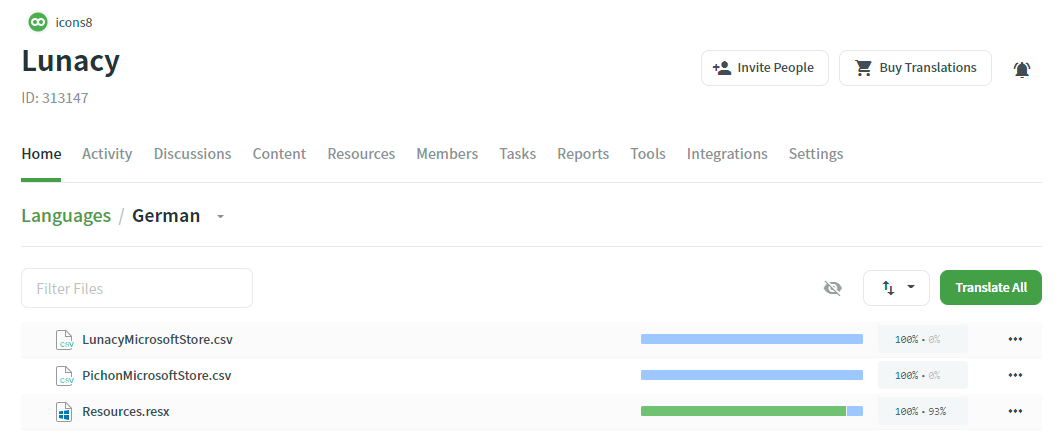 icons8
Lunacy
Invite People
Buy Translations
ID: 313147
Home Activity Discussions Content Resources Members Tasks Reports Tools Integrations Settings
Languages / German
Filter Files
Translate All
CSV LunacyMicrosoftStore.csv 100% • 0%
CSV PichonMicrosoftStore.csv 100% • 0%
Resources.resx 100% • 93%